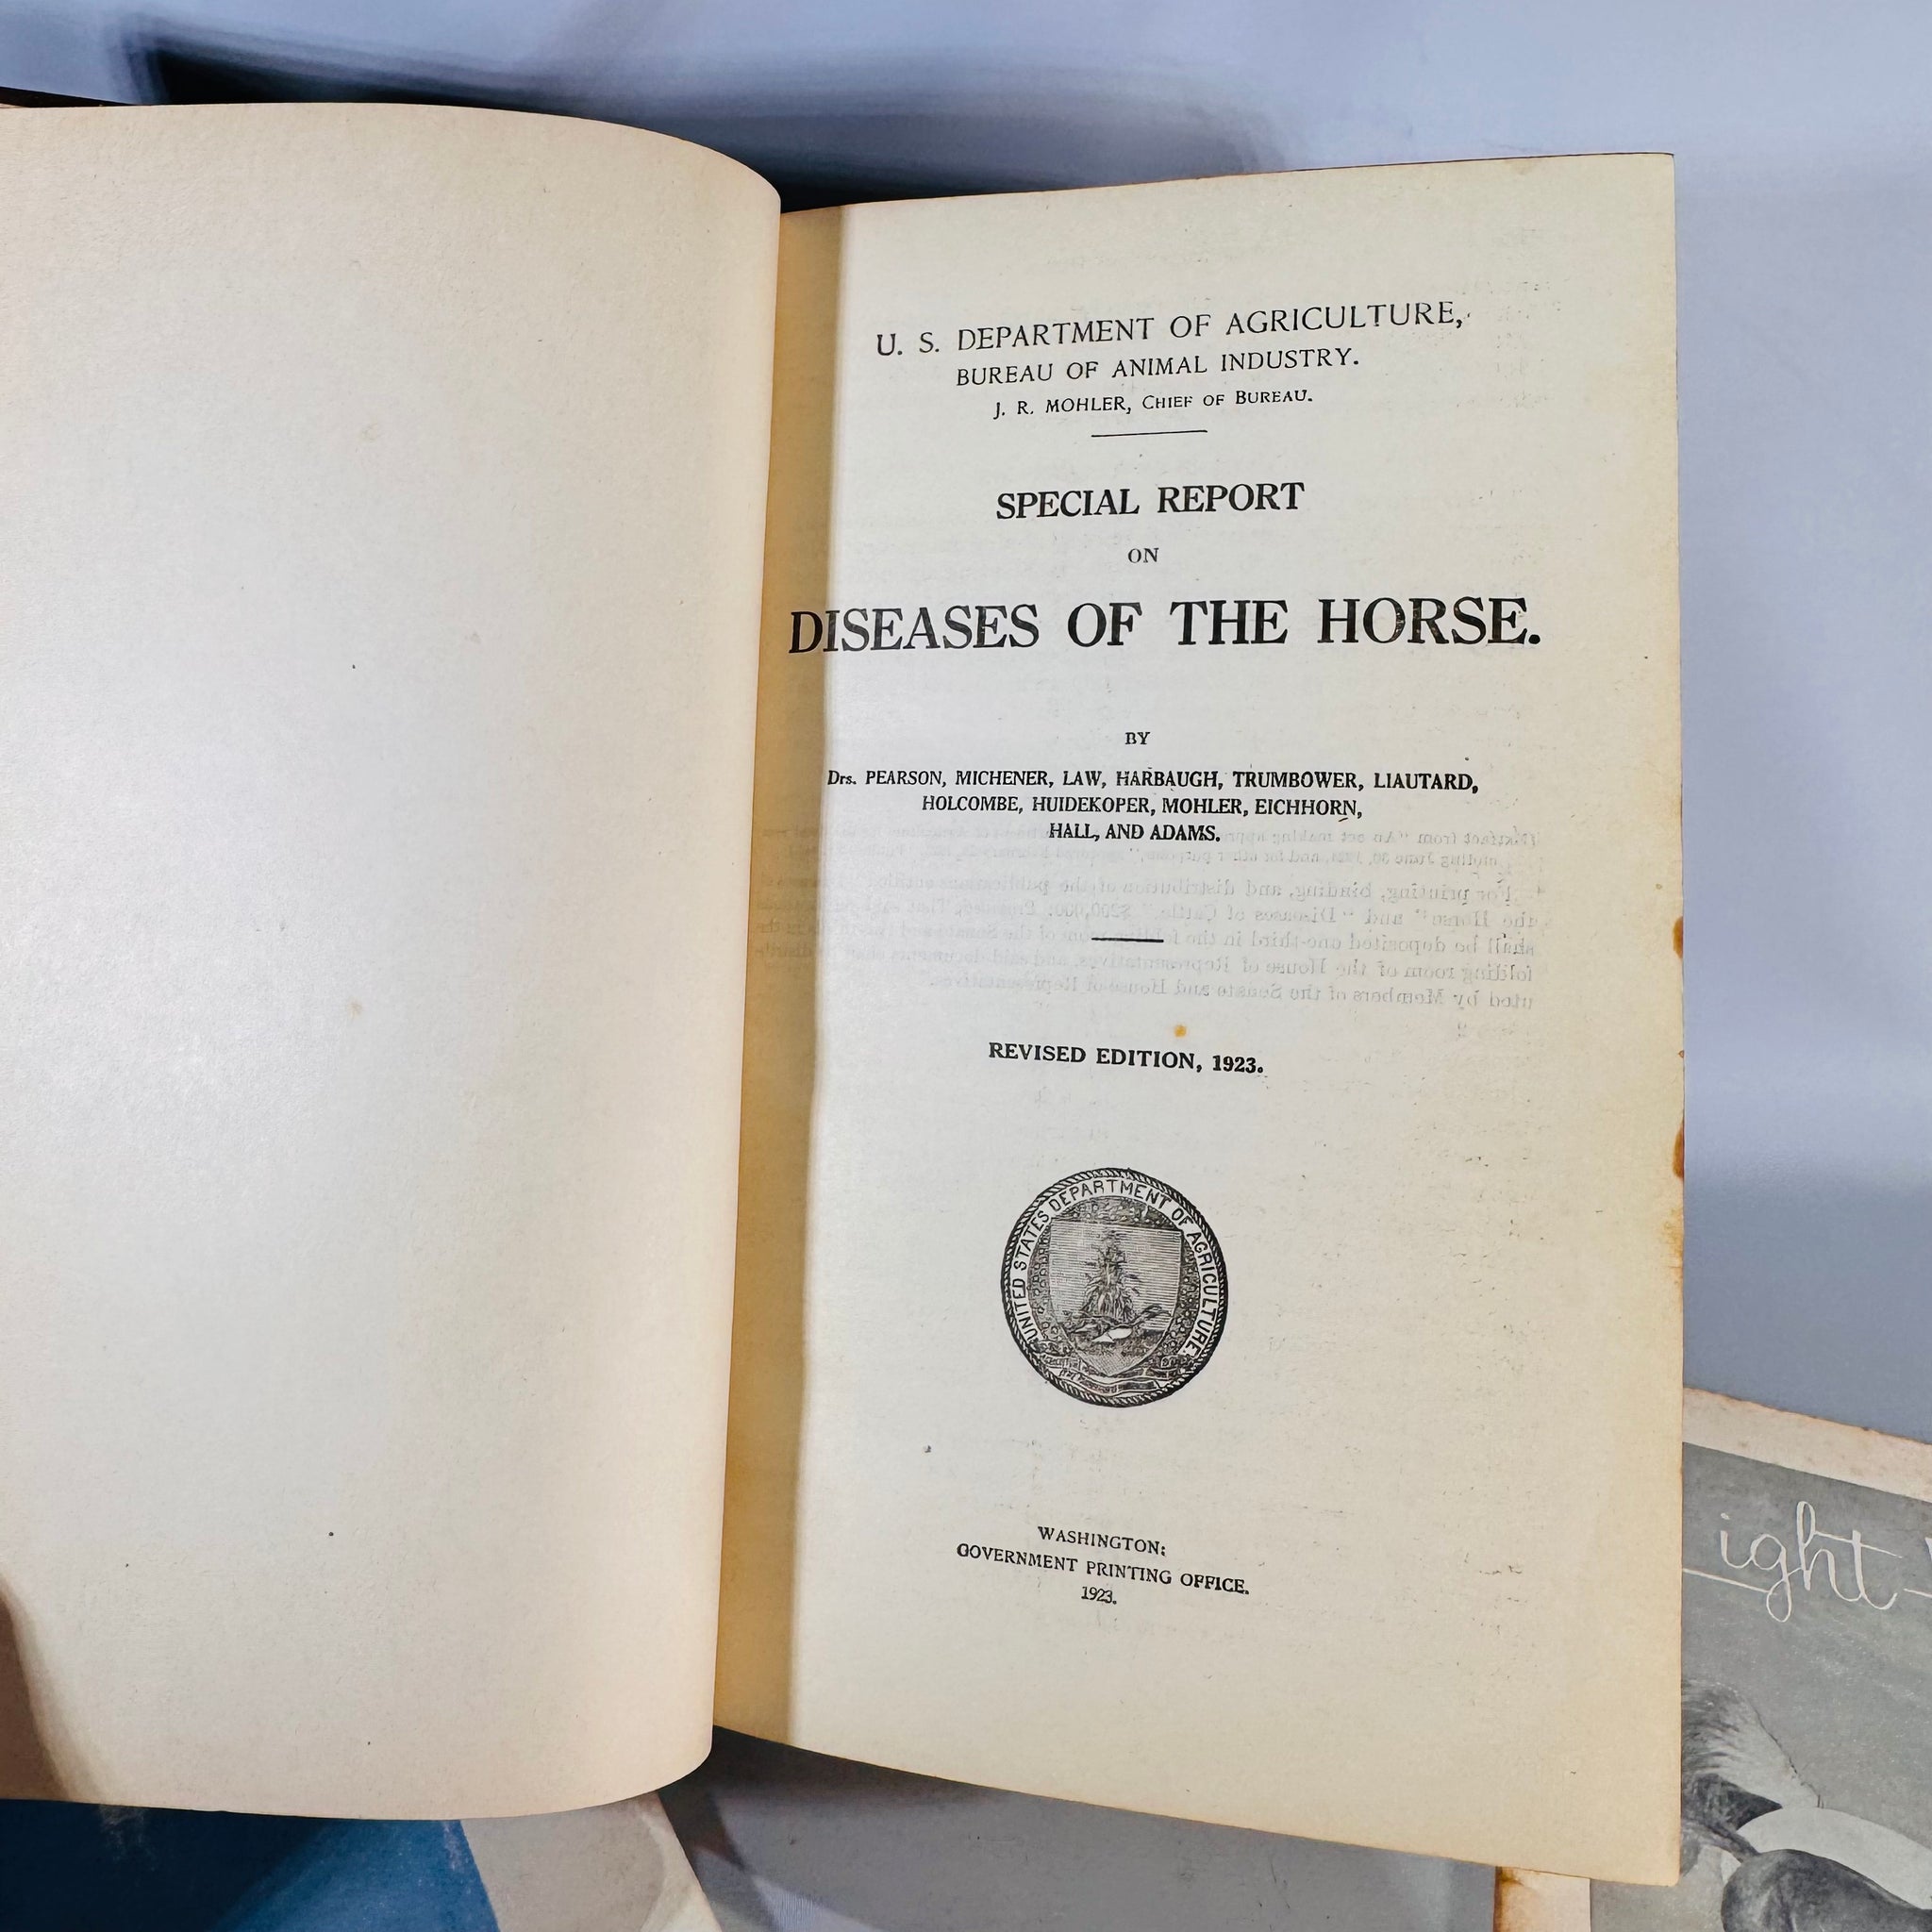 U. S. DEPARTMENT OF AGRICULTURE,
BUREAU OF ANIMAL INDUSTRY.
J. R. MOHLER, CHIEF OF BUREAU.
SPECIAL REPORT
ON
DISEASES OF THE HORSE.
BY
Drs. PEARSON, MICHENER, LAW, HARBAUGH, TRUMBOWER, LIAUTARD,
HOLCOMBE, HUIDEKOPER, MOHLER, EICHHORN,
HALL, AND ADAMS.
REVISED EDITION, 1923.
UNITED STATES DEPARTMENT OF AGRICULTURE.
WASHINGTON:
GOVERNMENT PRINTING OFFICE.
1923.
ight